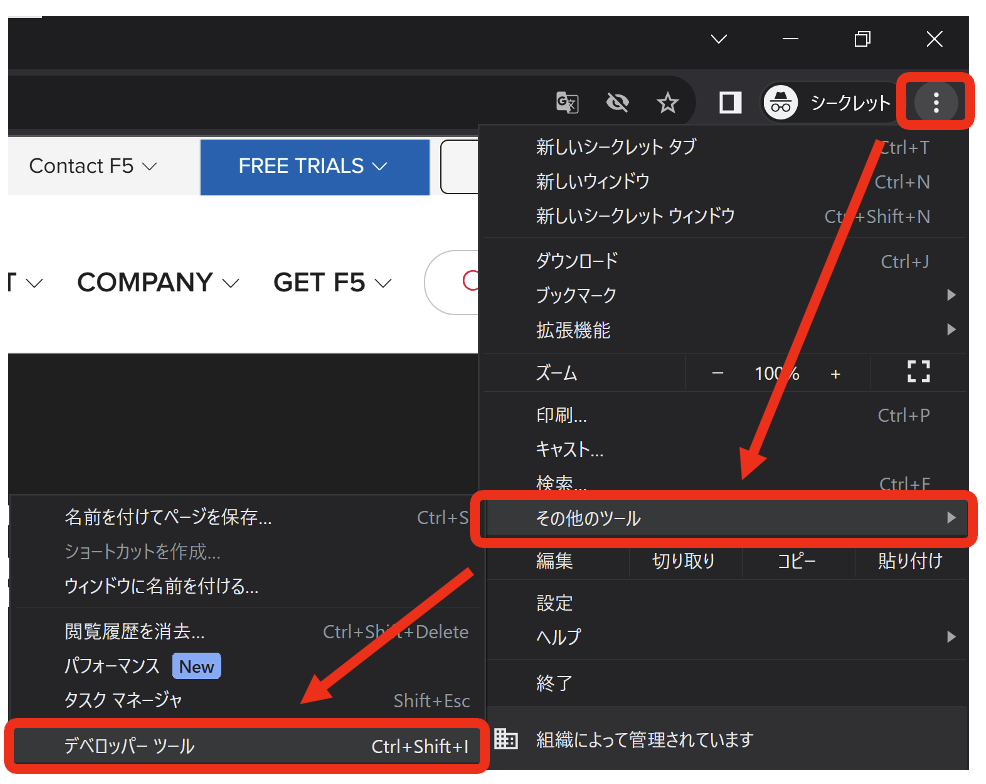 シークレット
Contact F5
FREE TRIALS
T
COMPANY
GET F5
新しいシークレット タブ Ctrl+T
新しいウィンドウ Ctrl+N
新しいシークレット ウィンドウ Ctrl+Shift+N
ダウンロード Ctrl+J
ブックマーク
拡張機能
ズーム − 100% +
印刷... Ctrl+P
キャスト...
検索... Ctrl+F
その他のツール
編集 切り取り コピー 貼り付け
設定
ヘルプ
終了
組織によって管理されています
名前を付けてページを保存... Ctrl+S
ショートカットを作成...
ウィンドウに名前を付ける...
閲覧履歴を消去... Ctrl+Shift+Delete
パフォーマンス New
タスク マネージャ Shift+Esc
デベロッパー ツール Ctrl+Shift+I